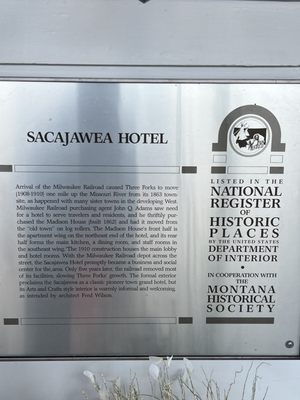 SACAJAWEA HOTEL
Arrival of the Milwaukee Railroad caused Three Forks to move
(1908-1910) one mile up the Missouri River from its 1863 town-
site, as happened with many sister towns in the developing West.
Milwaukee Railroad purchasing agent John Q. Adams saw need
for a hotel to serve travelers and residents, and he thriftily pur-
chased the Madison House (built 1862) and had it moved from
the "old town" on log rollers. The Madison House's front half is
the apartment wing on the northeast end of the hotel, and its rear
half forms the main kitchen, a dining room, and staff rooms in
the southeast wing. The 1910 construction houses the main lobby
and hotel rooms. With the Milwaukee Railroad depot across the
street, the Sacajawea Hotel promptly became a business and social
center for the area. Only five years later, the railroad removed most
of its facilities, slowing Three Forks' growth. The formal exterior
proclaims the Sacajawea as a classic pioneer town grand hotel, but
its Arts and Crafts style interior is warmly informal and welcoming,
as intended by architect Fred Wilson.
LISTED IN THE
NATIONAL
REGISTER
OF
HISTORIC
PLACES
BY THE UNITED STATES
DEPARTMENT
OF INTERIOR
•
IN COOPERATION WITH
THE
MONTANA
HISTORICAL
SOCIETY